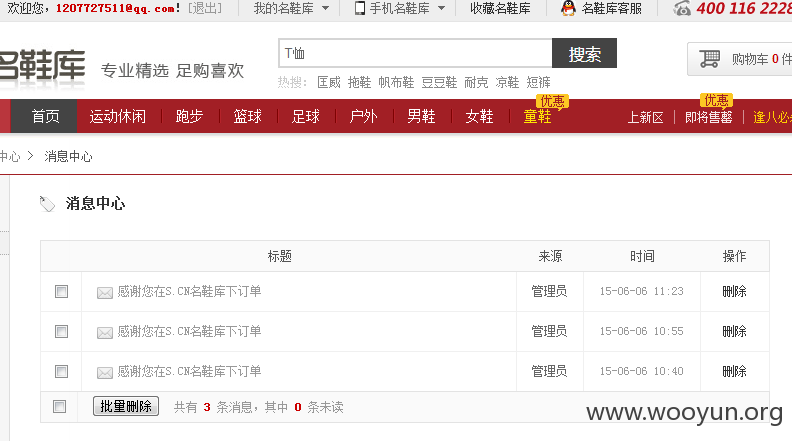 欢迎您，1207727511@qq.com! [退出] 我的名鞋库 手机名鞋库 收藏名鞋库 名鞋库客服 400 116 2228
名鞋库 专业精选 足购喜欢 T恤 搜索 购物车 0 件
热搜： 匡威 拖鞋 帆布鞋 豆豆鞋 耐克 凉鞋 短裤
优惠 优惠
首页 运动休闲 跑步 篮球 足球 户外 男鞋 女鞋 童鞋 上新区 即将售罄 逢八必
中心 > 消息中心
消息中心
标题 来源 时间 操作
感谢您在S.CN名鞋库下订单 管理员 15-06-06 11:23 删除
感谢您在S.CN名鞋库下订单 管理员 15-06-06 10:55 删除
感谢您在S.CN名鞋库下订单 管理员 15-06-06 10:40 删除
批量删除 共有 3 条消息，其中 0 条未读
www.wooyun.org